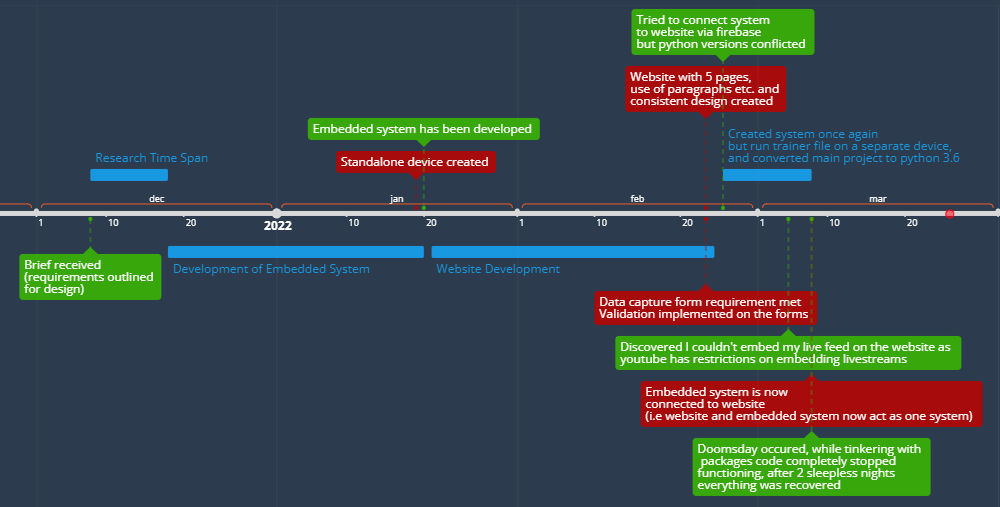 Tried to connect system
to website via firebase
but python versions conflicted
Website with 5 pages,
use of paragraphs etc. and
consistent design created
Embedded system has been developed
Standalone device created
Research Time Span
Created system once again
but run trainer file on a separate device,
and converted main project to python 3.6
dec
jan
feb
mar
1
10
20
2022
10
20
1
10
20
1
10
20
Brief received
(requirements outlined
for design)
Development of Embedded System
Website Development
Data capture form requirement met
Validation implemented on the forms
Discovered I couldn't embed my live feed on the website as
youtube has restrictions on embedding livestreams
Embedded system is now
connected to website
(i.e website and embedded system now act as one system)
Doomsday occured, while tinkering with
packages code completely stopped
functioning, after 2 sleepless nights
everything was recovered